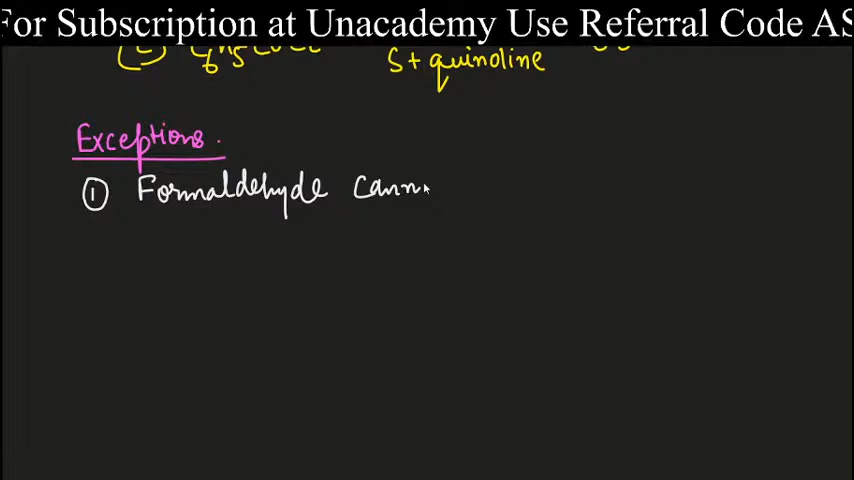 For Subscription at Unacademy Use Referral Code AS
S + quinoline
Exceptions.
① Formaldehyde cann